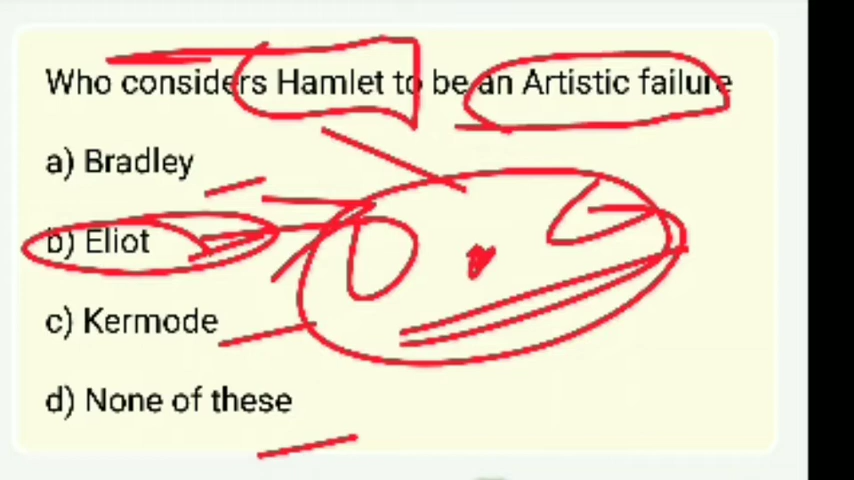 Who considers Hamlet to be an Artistic failure
a) Bradley
b) Eliot
c) Kermode
d) None of these